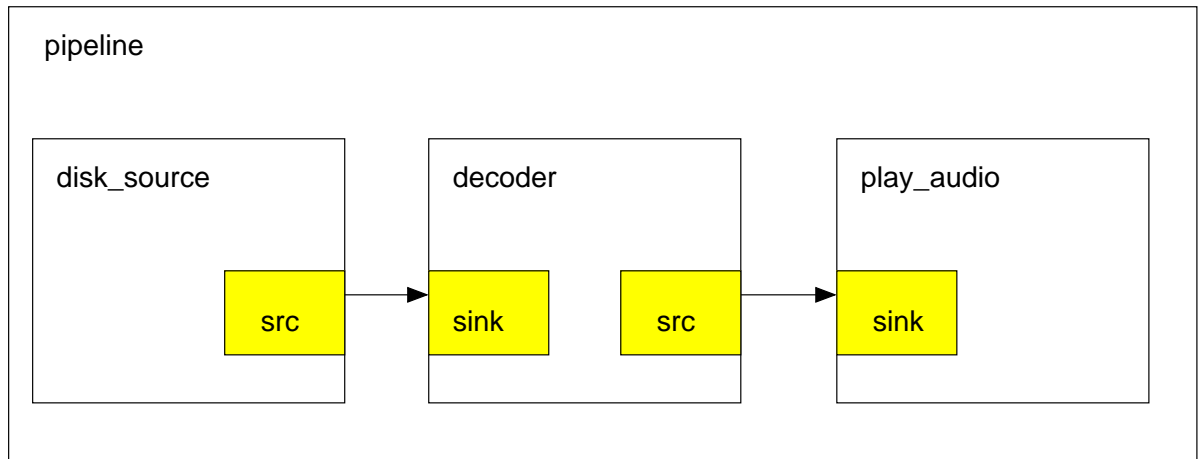 pipeline
disk_source
decoder
play_audio
src
sink
src
sink